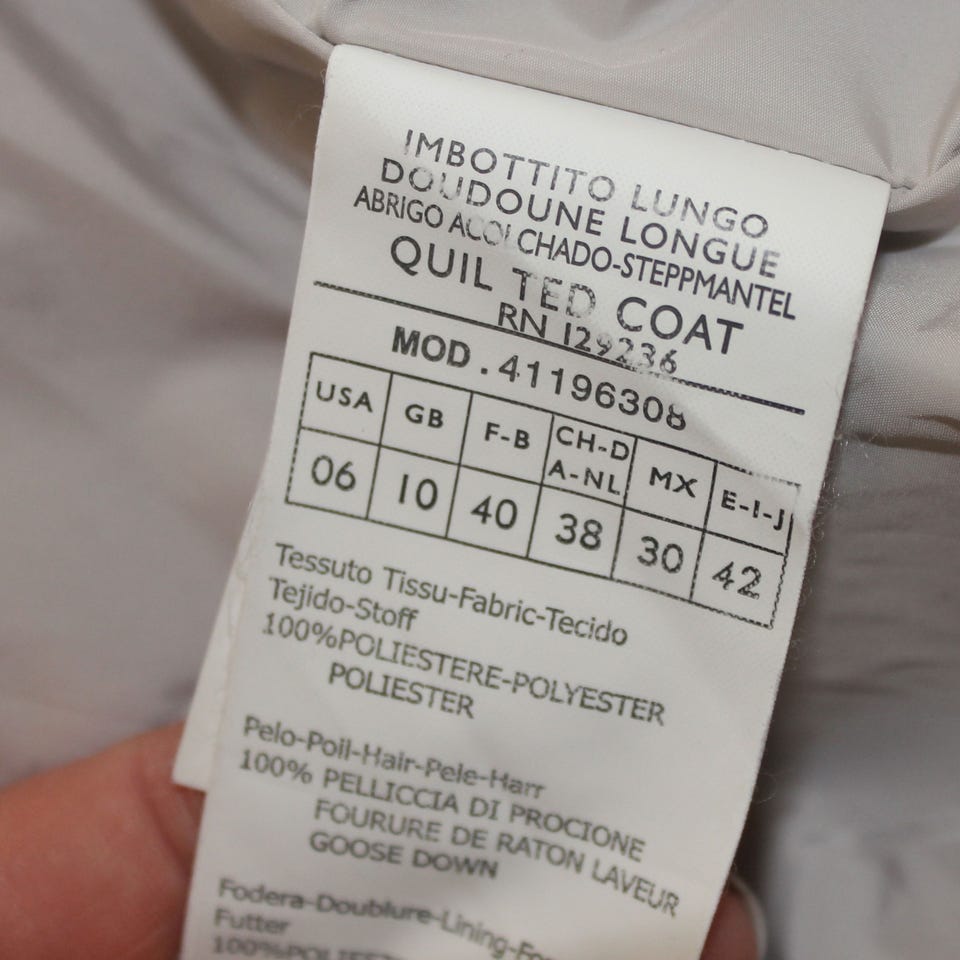 IMBOTTITO LUNGO
DOUDOUNE LONGUE
ABRIGO ACOLCHADO-STEPPMANTEL
QUIL TED COAT
RN 129236
MOD.41196308
USA GB F-B CH-D A-NL MX E-I-J
06 10 40 38 30 42
Tessuto Tissu-Fabric-Tecido
Tejido-Stoff
100%POLIESTERE-POLYESTER
POLIESTER
Pelo-Poil-Hair-Pele-Harr
100% PELLICCIA DI PROCIONE
FOURURE DE RATON LAVEUR
GOOSE DOWN
Fodera-Doublure-Lining-Fo
Futter